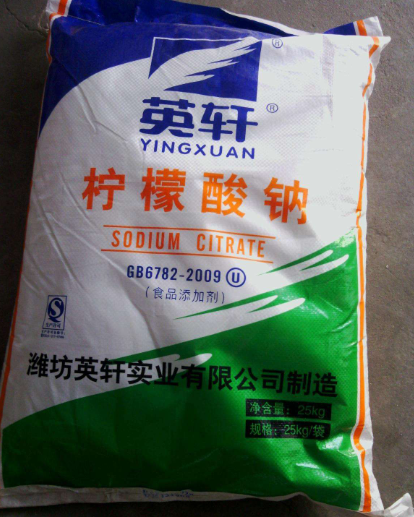 英轩
YINGXUAN
柠檬酸钠
SODIUM CITRATE
GB6782-2009 U
(食品添加剂)
潍坊英轩实业有限公司制造
净含量: 25kg
规格: 25kg/袋